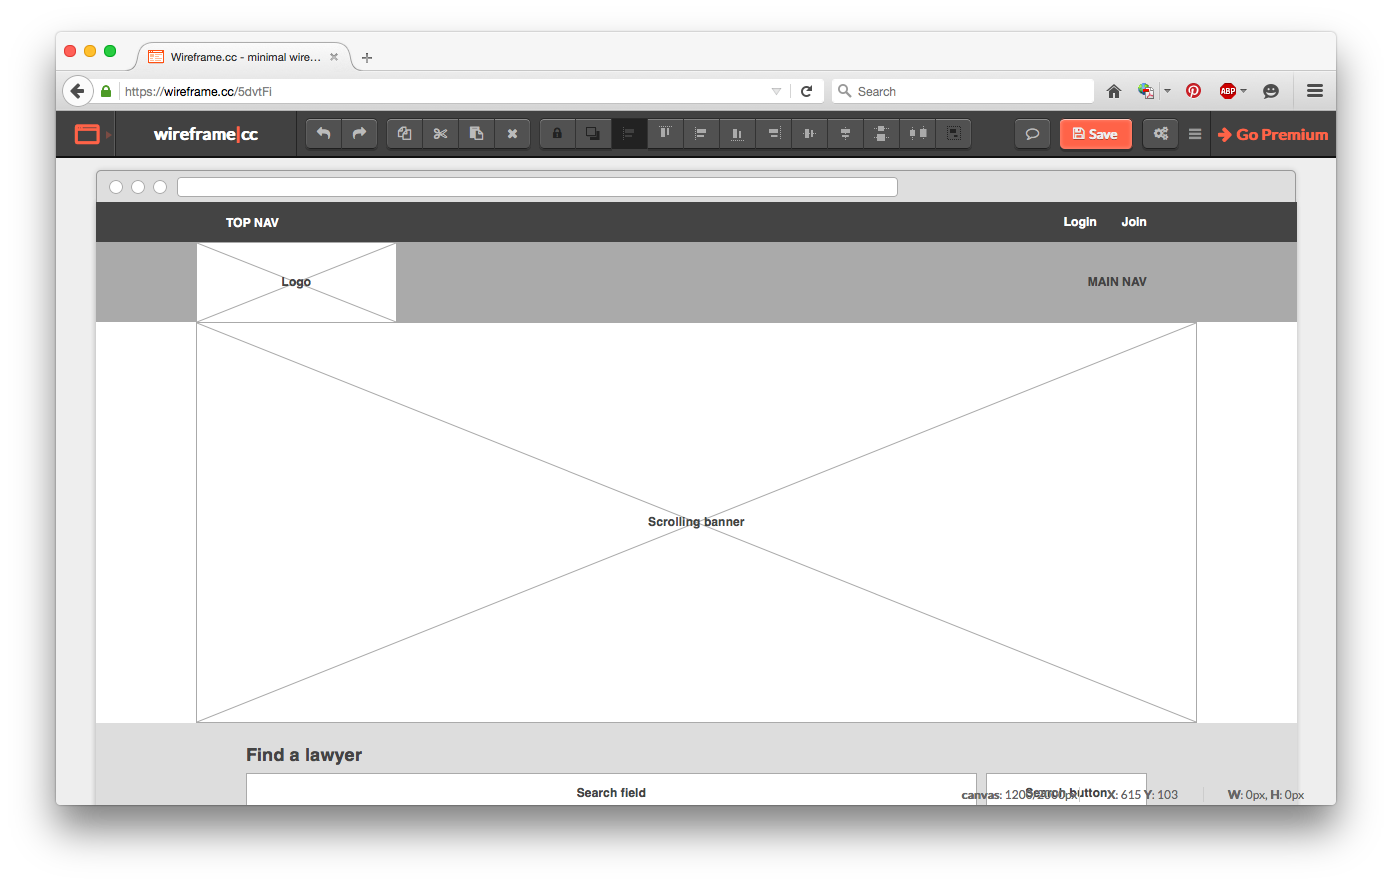 Wireframe.cc - minimal wire...
https://wireframe.cc/5dvtFi
Search
ABP
wireframe|cc
Save
Go Premium
TOP NAV
Login
Join
Logo
MAIN NAV
Scrolling banner
Find a lawyer
Search field
Search button
canvas: 1200/2000px
X: 615 Y: 103
W: 0px, H: 0px